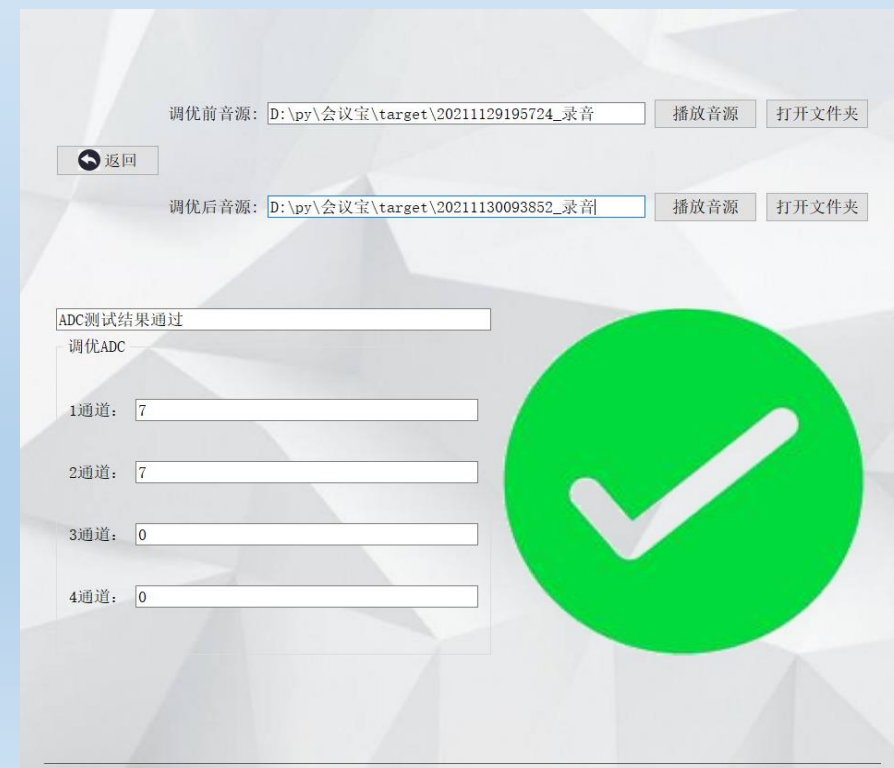 调优前音源: D:\py\会议宝\target\20211129195724_录音 播放音源 打开文件夹
返回
调优后音源: D:\py\会议宝\target\20211130093852_录音 播放音源 打开文件夹
ADC测试结果通过
调优ADC
1通道: 7
2通道: 7
3通道: 0
4通道: 0